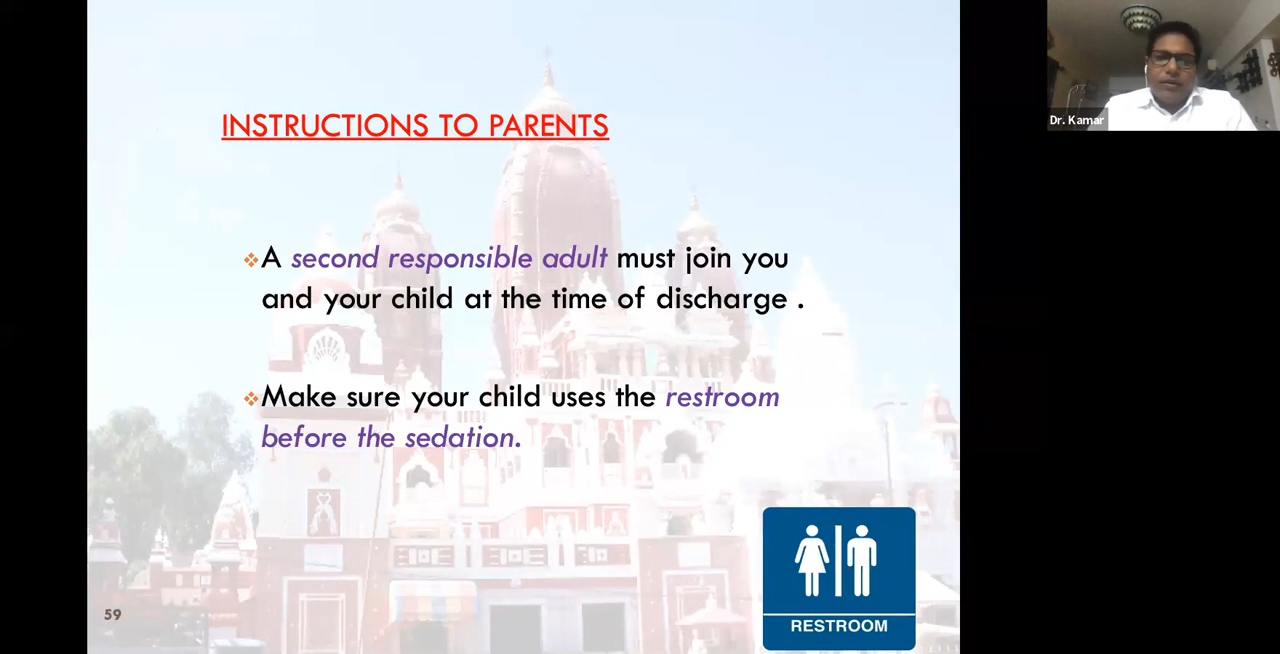 INSTRUCTIONS TO PARENTS
A second responsible adult must join you
and your child at the time of discharge .
Make sure your child uses the restroom
before the sedation.
59
RESTROOM
Dr. Kamar